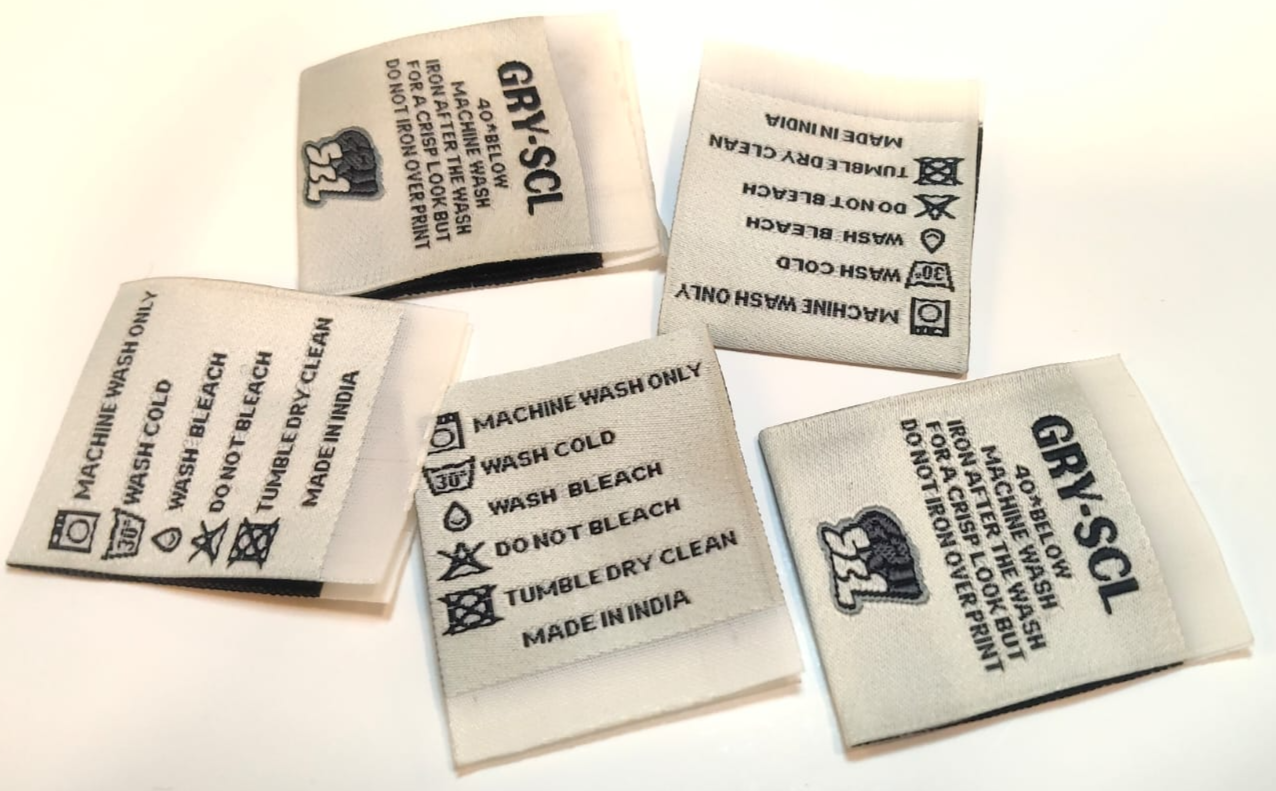 GRY-SCL
40^BELOW
MACHINE WASH
IRON AFTER THE WASH
FOR A CRISP LOOK BUT
DO NOT IRON OVER PRINT
SCL
MACHINE WASH ONLY
30° WASH COLD
WASH BLEACH
DO NOT BLEACH
TUMBLE DRY CLEAN
MADE IN INDIA
MACHINE WASH ONLY
30° WASH COLD
WASH BLEACH
DO NOT BLEACH
TUMBLE DRY CLEAN
MADE IN INDIA
MACHINE WASH ONLY
30° WASH COLD
WASH BLEACH
DO NOT BLEACH
TUMBLE DRY CLEAN
MADE IN INDIA
GRY-SCL
40^BELOW
MACHINE WASH
IRON AFTER THE WASH
FOR A CRISP LOOK BUT
DO NOT IRON OVER PRINT
SCL